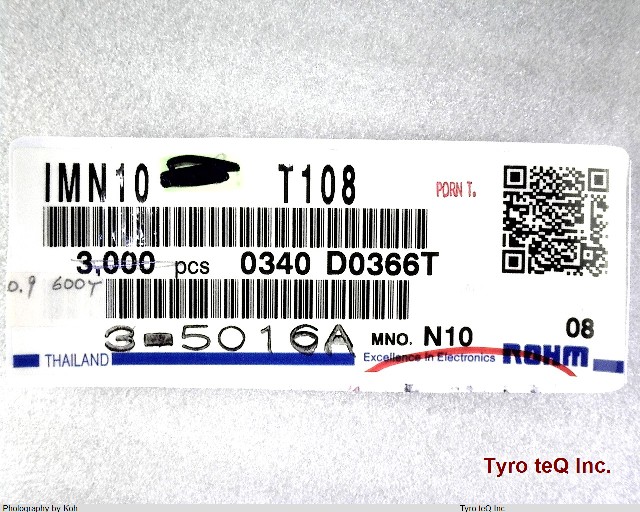 IMN10 T108 PORN T.
3,000 pcs 0340 D0366T
0.9 600T
3-5016A MNO. N10 08
THAILAND Excellence in Electronics ROHM
Tyro teQ Inc.
Photography by Koh Tyro teQ Inc